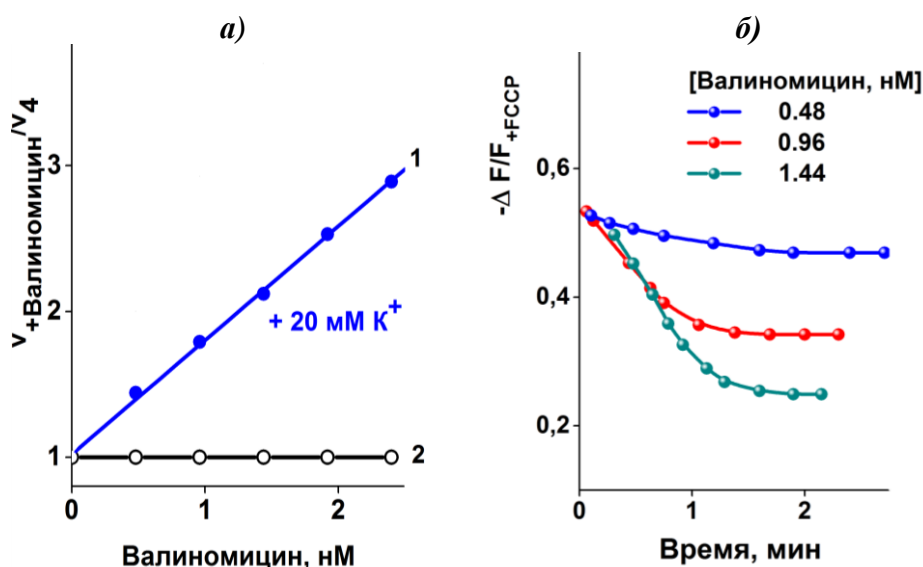 а)
V+Валиномицин/V4
3
2
1
1
+ 20 мМ К+
2
0
1
2
Валиномицин, нМ
б)
-Δ F/F+FCCP
[Валиномицин, нМ]
0.48
0.96
1.44
0,6
0,4
0,2
0
1
2
Время, мин